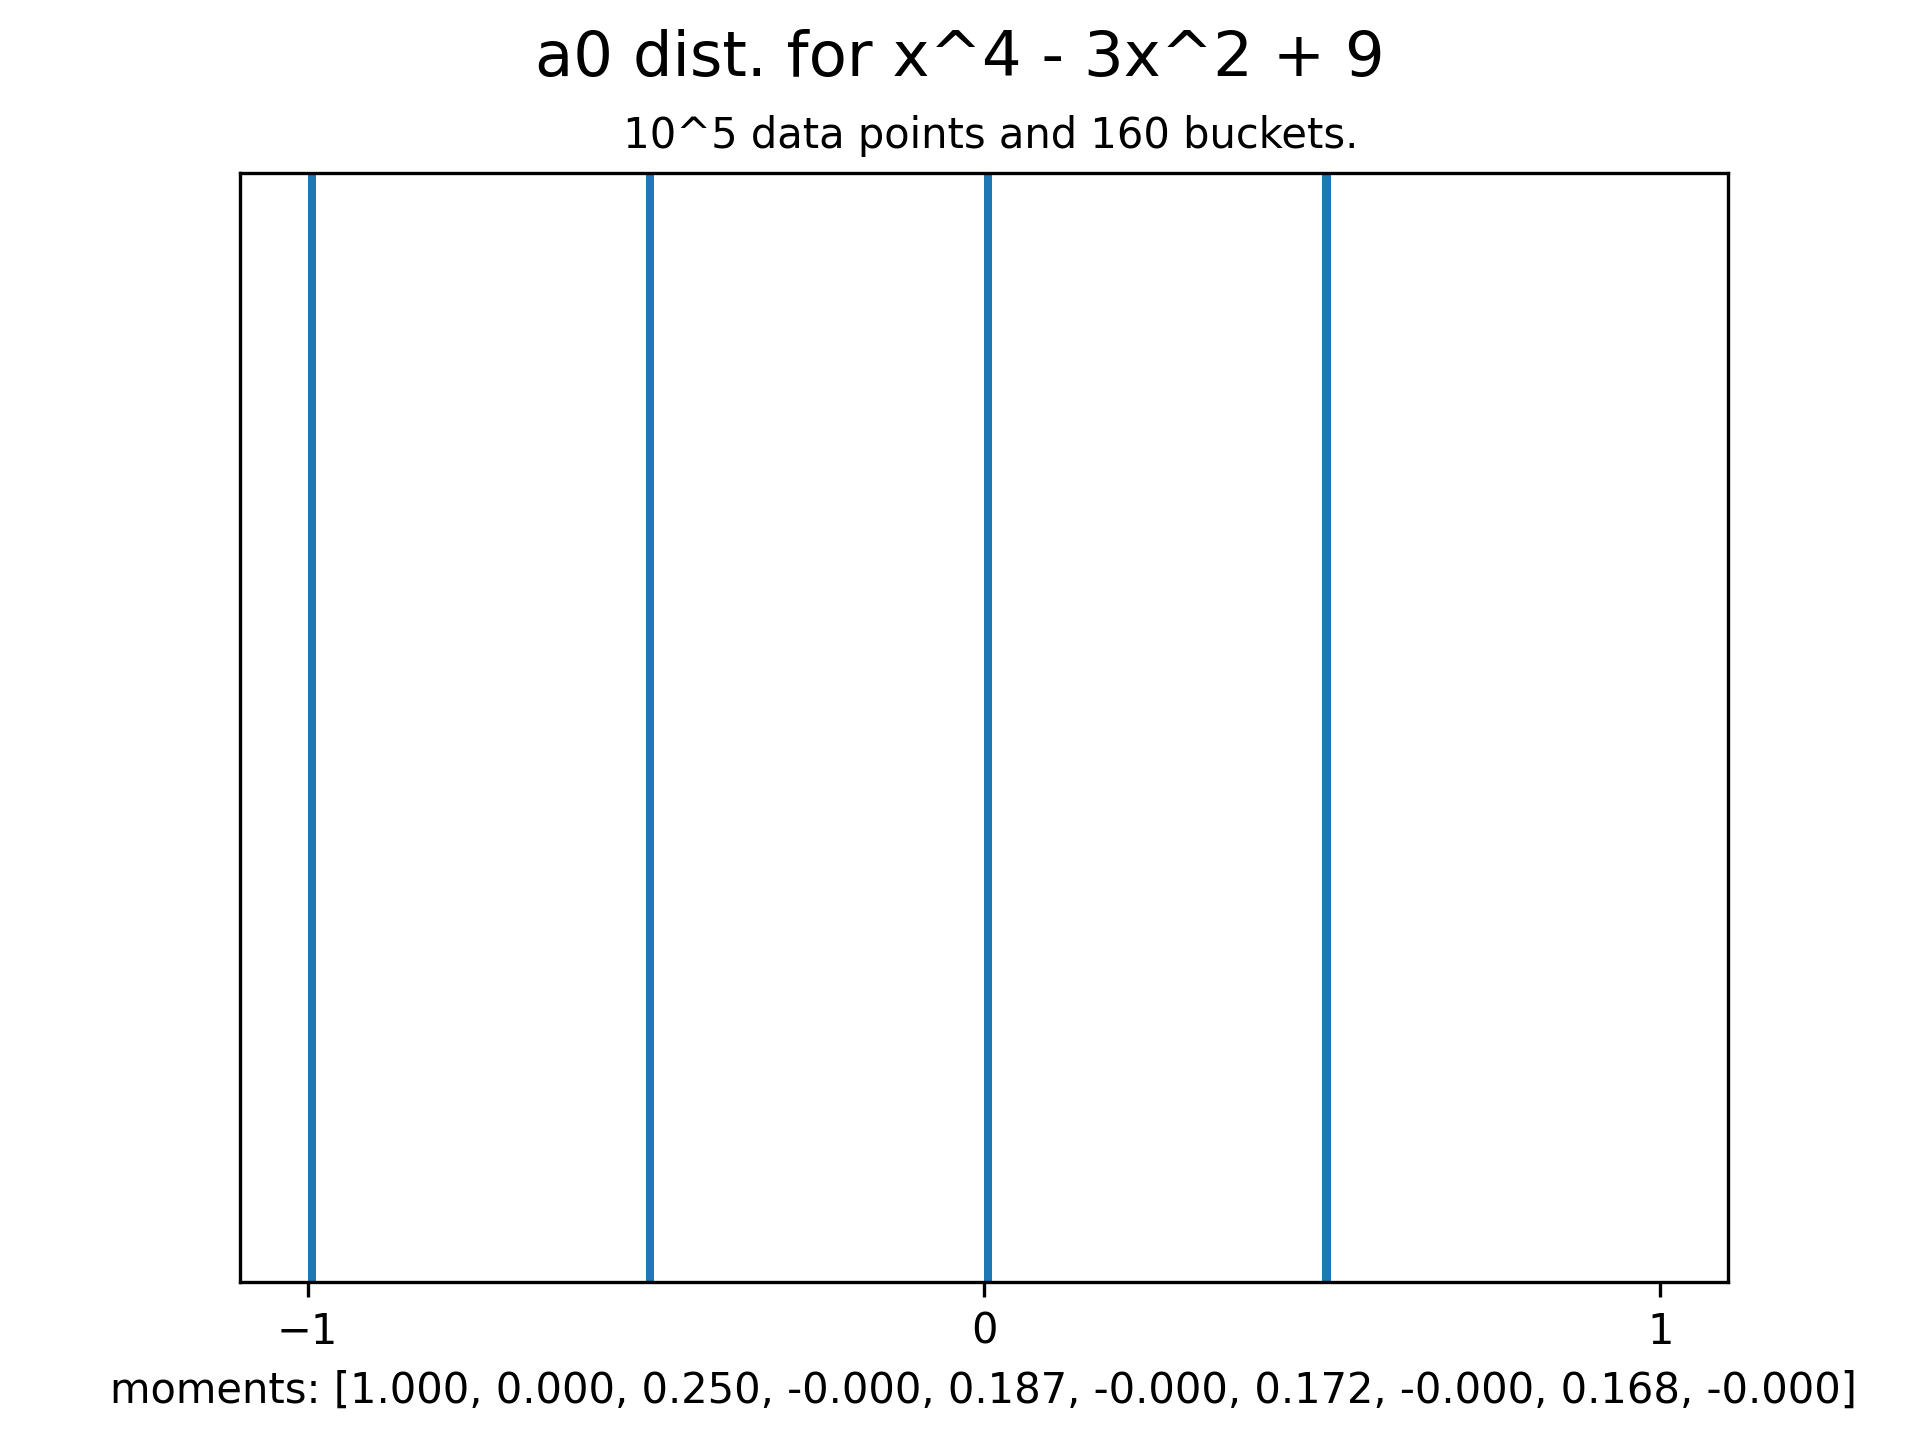 a0 dist. for x^4 - 3x^2 + 9
10^5 data points and 160 buckets.
−1 0 1
moments: [1.000, 0.000, 0.250, -0.000, 0.187, -0.000, 0.172, -0.000, 0.168, -0.000]